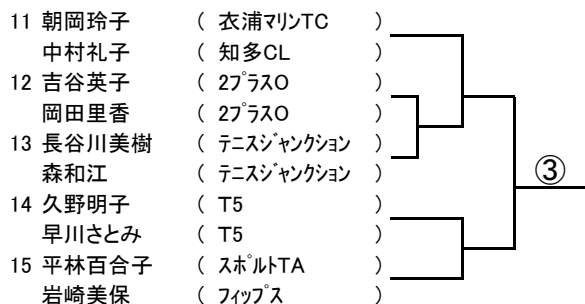 11 朝岡玲子 ( 衣浦マリンTC )
中村礼子 ( 知多CL )
12 吉谷英子 ( 2プラスO )
岡田里香 ( 2プラスO )
13 長谷川美樹 ( テニスジャンクション )
森和江 ( テニスジャンクション )
③
14 久野明子 ( T5 )
早川さとみ ( T5 )
15 平林百合子 ( スポルトTA )
岩崎美保 ( フィップス )